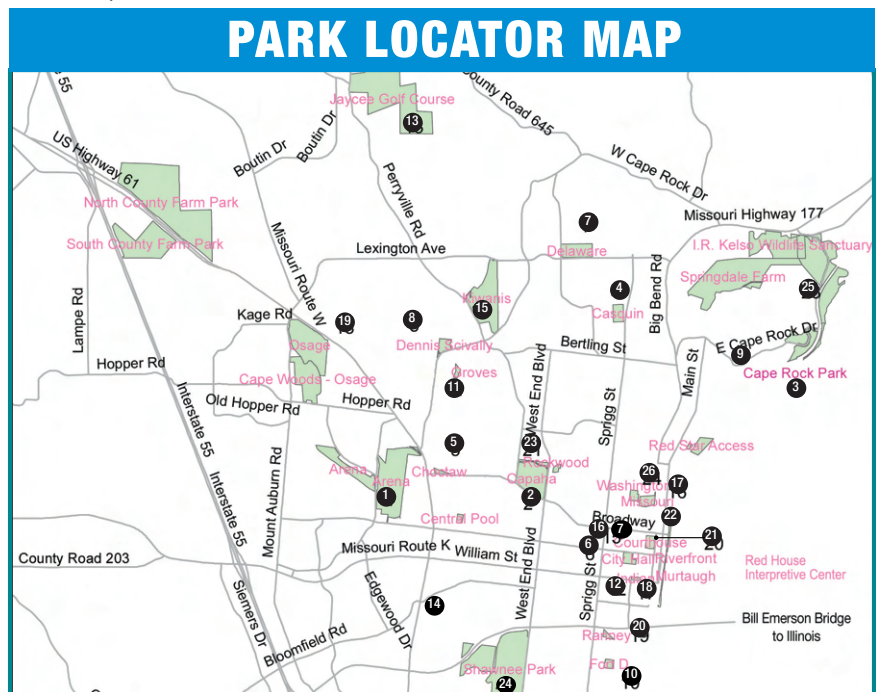 PARK LOCATOR MAP
55
Jaycee Golf Course
County Road 645
13
Boutin Dr
Boutin Dr
US Highway 61
W Cape Rock Dr
Perryville Rd
North County Farm Park
Missouri Highway 177
7
South County Farm Park
Missouri Route W
Lexington Ave
Delaware
I.R. Kelso Wildlife Sanctuary
Big Bend Rd
Springdale Farm
4
25
Lampe Rd
Kiwanis
15
Caspuin
Kage Rd
19
8
E Cape Rock Dr
Osage
Dennis Scivally
Bertling St
9
Hopper Rd
Groves
Main St
Cape Rock Park
Cape Woods - Osage
11
3
West End Blvd
Sprigg St
Interstate 55
Old Hopper Rd
Hopper Rd
5
23
Red Star Access
Mount Auburn Rd
Arena
Choctaw
Rockwood
26
Arena
Capaha
Washington
17
1
2
Missouri
Interstate 55
Central Pool
Broadway
22
16
7
21
Missouri Route K
William St
6
Courthouse
County Road 203
City Hall
Riverfront
Red House
Interpretive Center
West End Blvd
Sprigg St
Indian
Murtaugh
Siemers Dr
Edgewood Dr
12
18
14
Bill Emerson Bridge
to Illinois
Bloomfield Rd
Ranney
20
Shawnee Park
Fort D
10
24